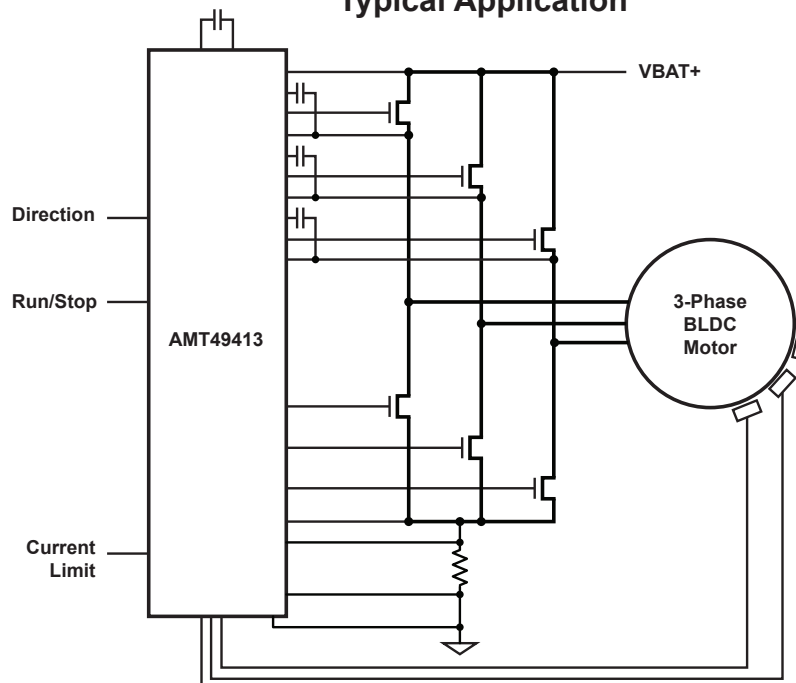 Typical Application
VBAT+
Direction
Run/Stop
AMT49413
3-Phase
BLDC
Motor
Current
Limit